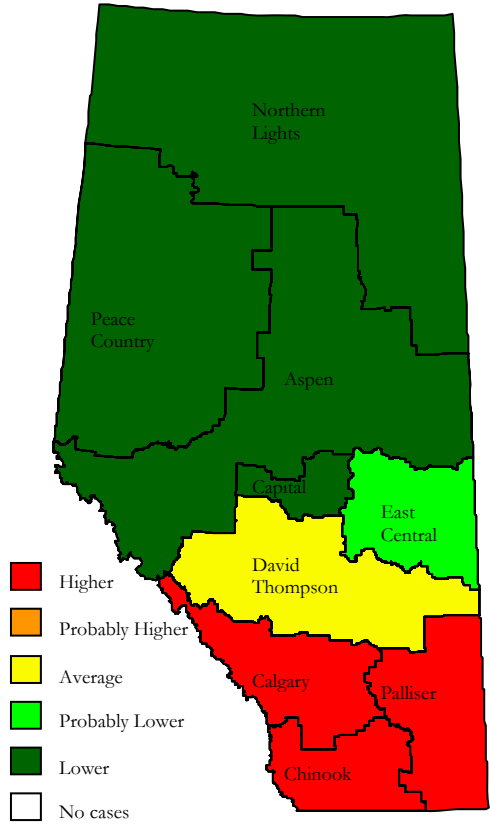 Northern
Lights
Peace
Country
Aspen
Capital
East
Central
David
Thompson
Calgary
Palliser
Chinook
Higher
Probably Higher
Average
Probably Lower
Lower
No cases